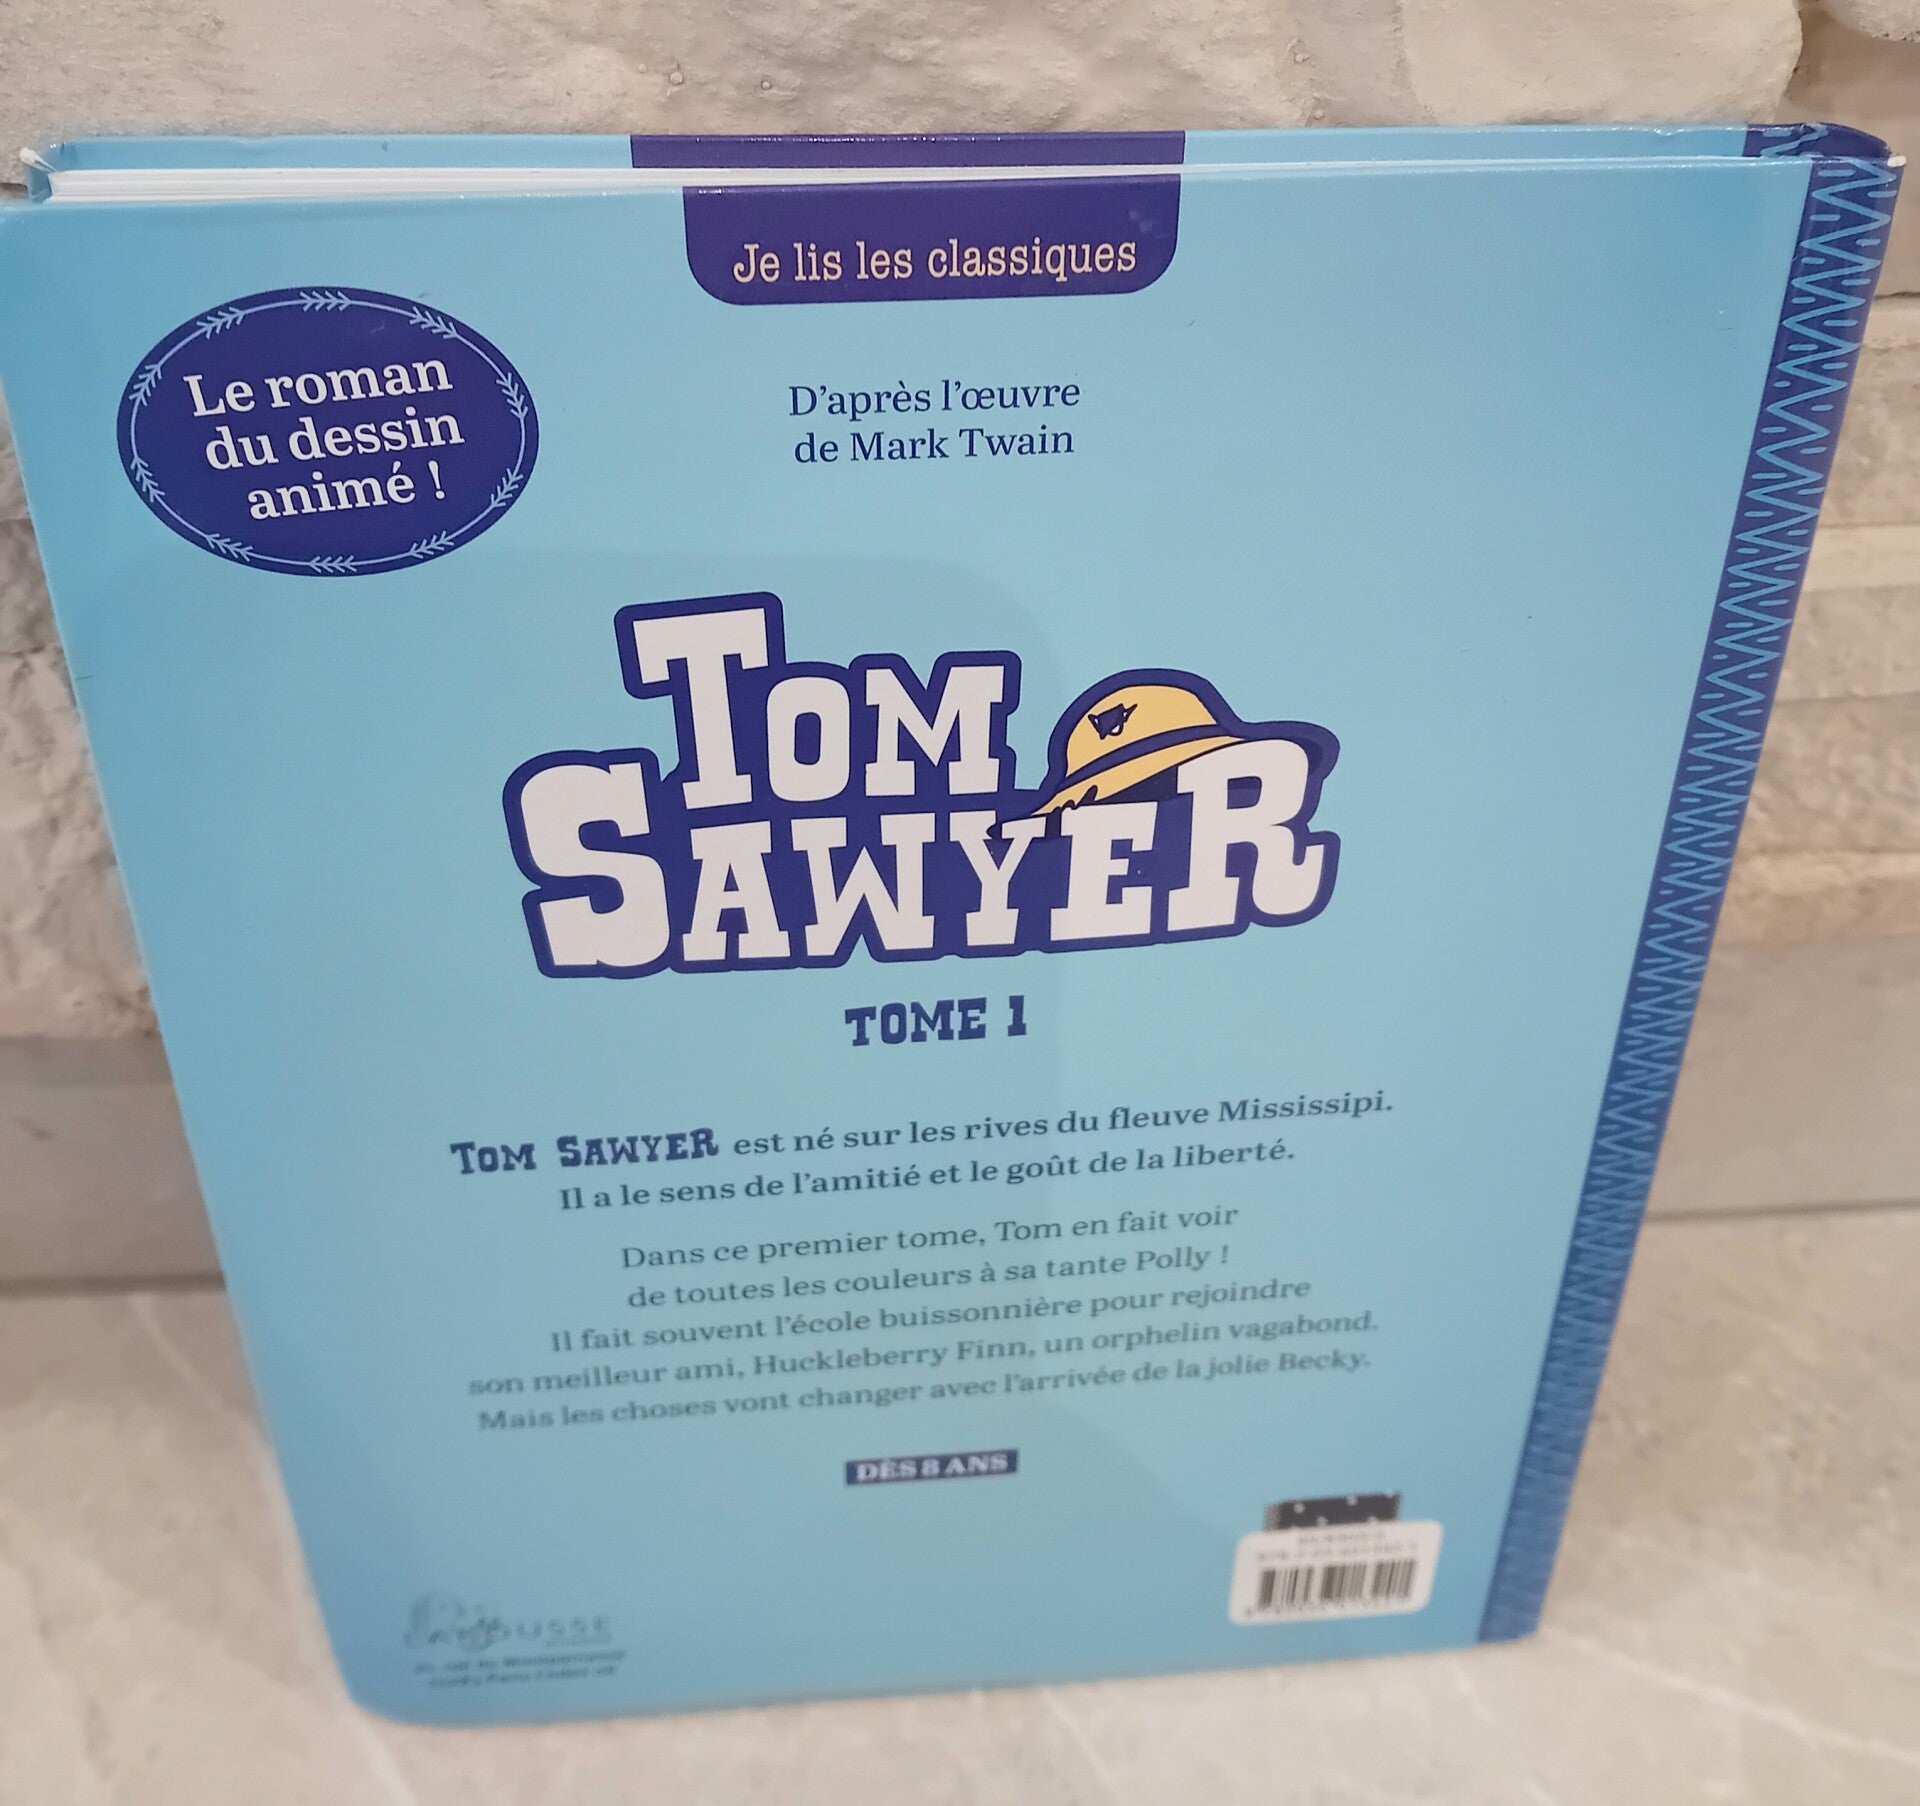 Je lis les classiques
Le roman
du dessin
animé !
D'après l'œuvre
de Mark Twain
TOM
SAWYER
TOME 1
TOM SAWYER est né sur les rives du fleuve Mississipi.
Il a le sens de l'amitié et le goût de la liberté.
Dans ce premier tome, Tom en fait voir
de toutes les couleurs à sa tante Polly !
Il fait souvent l'école buissonnière pour rejoindre
son meilleur ami, Huckleberry Finn, un orphelin vagabond.
Mais les choses vont changer avec l'arrivée de la jolie Becky.
DÈS 8 ANS